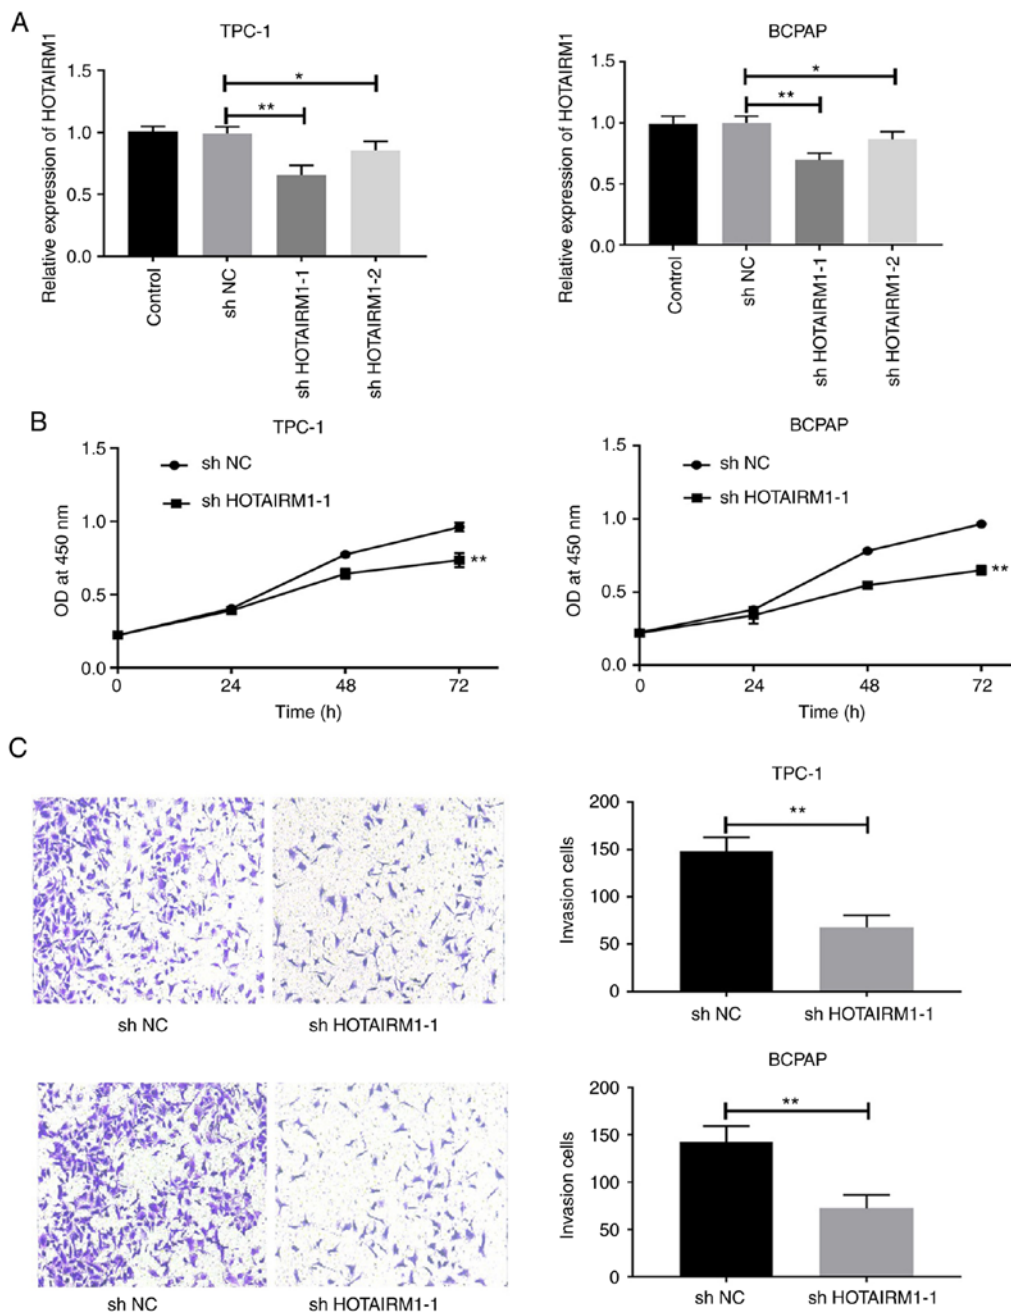 A
TPC-1
Relative expression of HOTAIRM1
1.5
1.0
0.5
0.0
*
**
Control
sh NC
sh HOTAIRM1-1
sh HOTAIRM1-2
BCPAP
Relative expression of HOTAIRM1
1.5
1.0
0.5
0.0
*
**
Control
sh NC
sh HOTAIRM1-1
sh HOTAIRM1-2
B
TPC-1
OD at 450 nm
1.5
1.0
0.5
0.0
sh NC
sh HOTAIRM1-1
**
0 24 48 72
Time (h)
BCPAP
OD at 450 nm
1.5
1.0
0.5
0.0
sh NC
sh HOTAIRM1-1
**
0 24 48 72
Time (h)
C
sh NC
sh HOTAIRM1-1
TPC-1
Invasion cells
200
150
100
50
0
**
sh NC
sh HOTAIRM1-1
sh NC
sh HOTAIRM1-1
BCPAP
Invasion cells
200
150
100
50
0
**
sh NC
sh HOTAIRM1-1